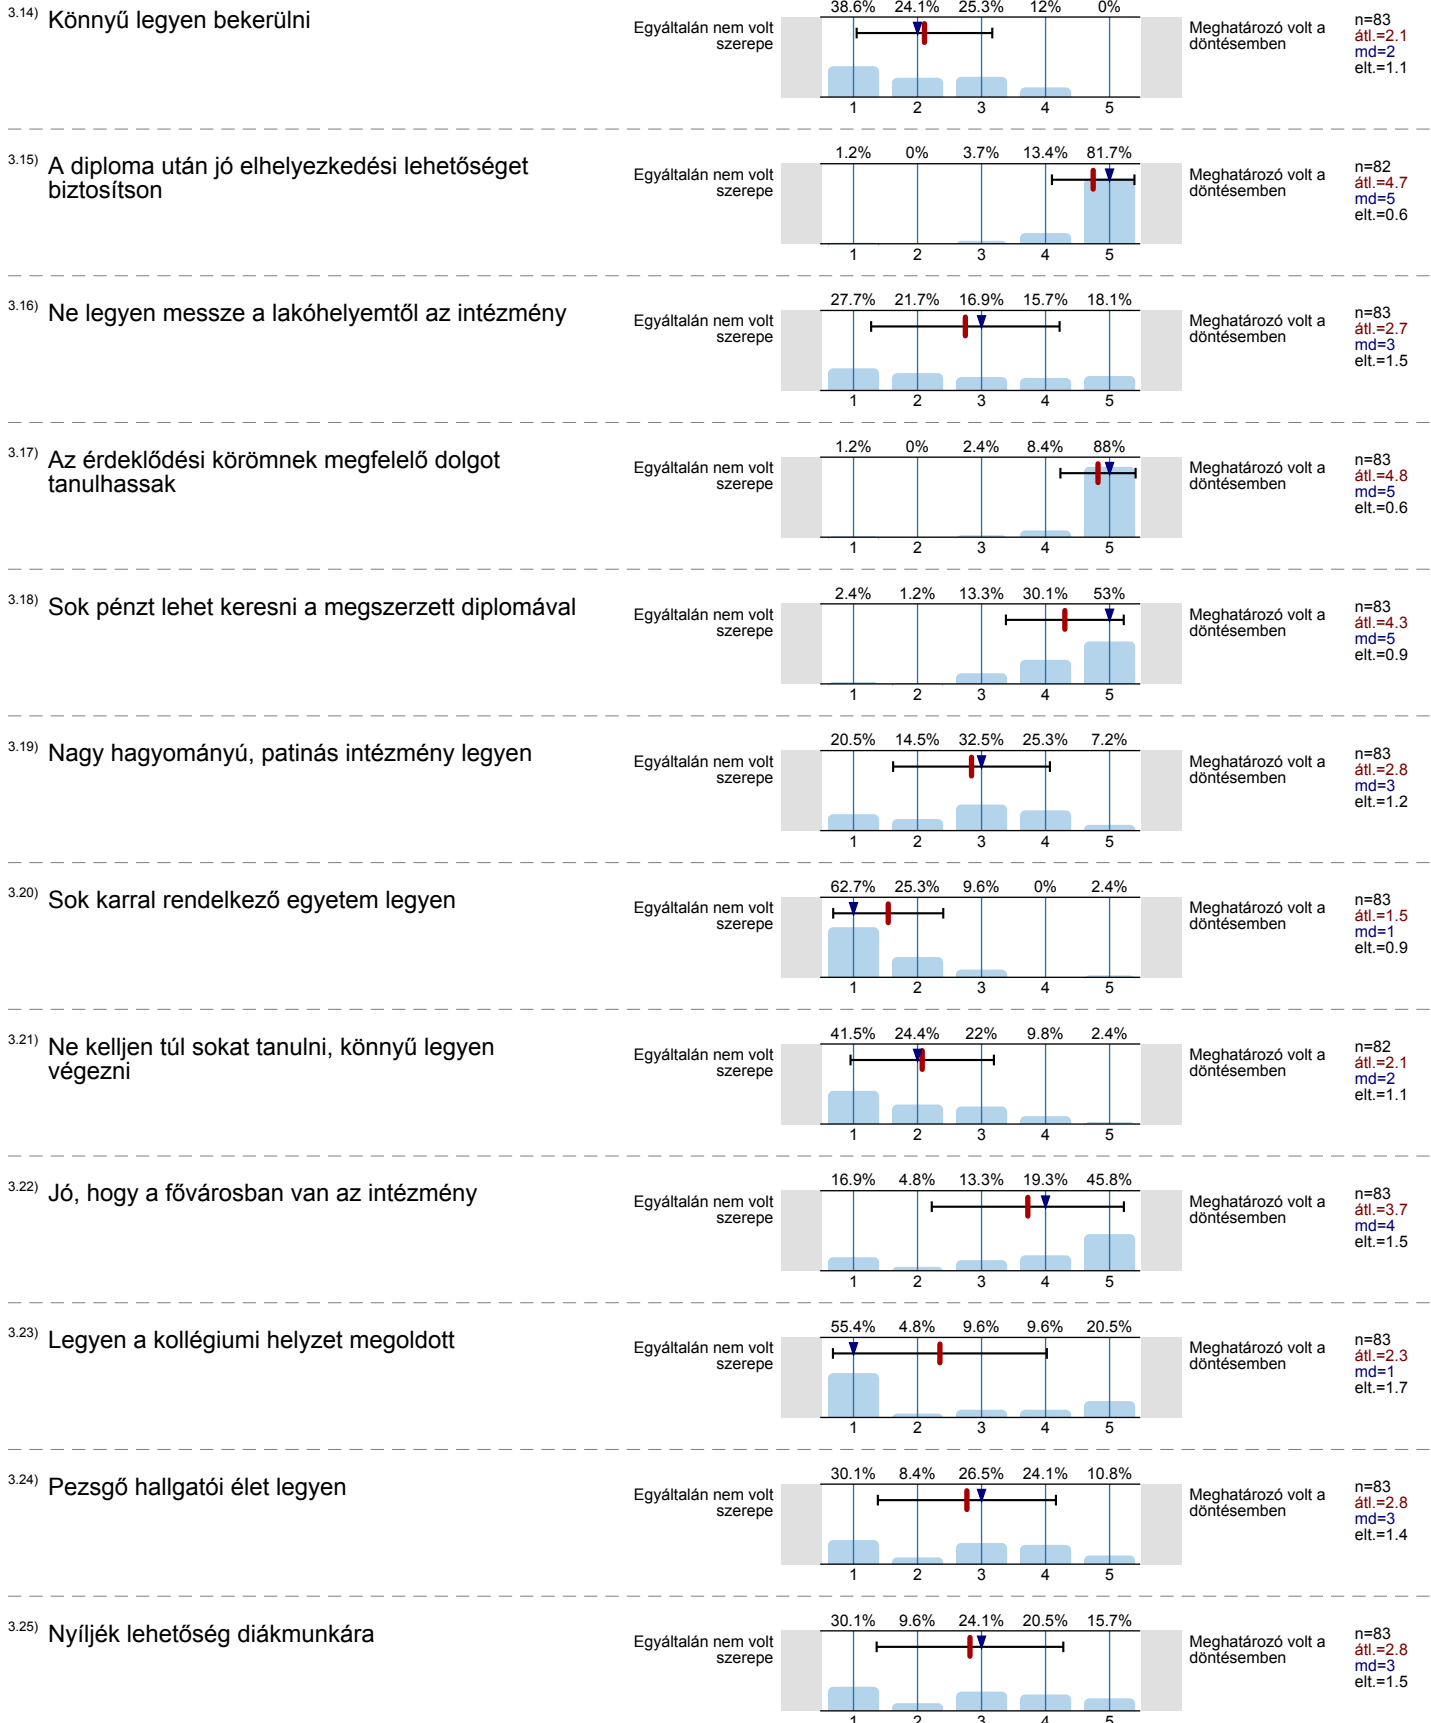 3.14) Könnyű legyen bekerülni
Egyáltalán nem volt
szerepe
38.6% 24.1% 25.3% 12% 0%
1 2 3 4 5
Meghatározó volt a
döntésemben
n=83
átl.=2.1
md=2
elt.=1.1
3.15) A diploma után jó elhelyezkedési lehetőséget
biztosítson
Egyáltalán nem volt
szerepe
1.2% 0% 3.7% 13.4% 81.7%
1 2 3 4 5
Meghatározó volt a
döntésemben
n=82
átl.=4.7
md=5
elt.=0.6
3.16) Ne legyen messze a lakóhelyemtől az intézmény
Egyáltalán nem volt
szerepe
27.7% 21.7% 16.9% 15.7% 18.1%
1 2 3 4 5
Meghatározó volt a
döntésemben
n=83
átl.=2.7
md=3
elt.=1.5
3.17) Az érdeklődési körömnek megfelelő dolgot
tanulhassak
Egyáltalán nem volt
szerepe
1.2% 0% 2.4% 8.4% 88%
1 2 3 4 5
Meghatározó volt a
döntésemben
n=83
átl.=4.8
md=5
elt.=0.6
3.18) Sok pénzt lehet keresni a megszerzett diplomával
Egyáltalán nem volt
szerepe
2.4% 1.2% 13.3% 30.1% 53%
1 2 3 4 5
Meghatározó volt a
döntésemben
n=83
átl.=4.3
md=5
elt.=0.9
3.19) Nagy hagyományú, patinás intézmény legyen
Egyáltalán nem volt
szerepe
20.5% 14.5% 32.5% 25.3% 7.2%
1 2 3 4 5
Meghatározó volt a
döntésemben
n=83
átl.=2.8
md=3
elt.=1.2
3.20) Sok karral rendelkező egyetem legyen
Egyáltalán nem volt
szerepe
62.7% 25.3% 9.6% 0% 2.4%
1 2 3 4 5
Meghatározó volt a
döntésemben
n=83
átl.=1.5
md=1
elt.=0.9
3.21) Ne kelljen túl sokat tanulni, könnyű legyen
végezni
Egyáltalán nem volt
szerepe
41.5% 24.4% 22% 9.8% 2.4%
1 2 3 4 5
Meghatározó volt a
döntésemben
n=82
átl.=2.1
md=2
elt.=1.1
3.22) Jó, hogy a fővárosban van az intézmény
Egyáltalán nem volt
szerepe
16.9% 4.8% 13.3% 19.3% 45.8%
1 2 3 4 5
Meghatározó volt a
döntésemben
n=83
átl.=3.7
md=4
elt.=1.5
3.23) Legyen a kollégiumi helyzet megoldott
Egyáltalán nem volt
szerepe
55.4% 4.8% 9.6% 9.6% 20.5%
1 2 3 4 5
Meghatározó volt a
döntésemben
n=83
átl.=2.3
md=1
elt.=1.7
3.24) Pezsgő hallgatói élet legyen
Egyáltalán nem volt
szerepe
30.1% 8.4% 26.5% 24.1% 10.8%
1 2 3 4 5
Meghatározó volt a
döntésemben
n=83
átl.=2.8
md=3
elt.=1.4
3.25) Nyíljék lehetőség diákmunkára
Egyáltalán nem volt
szerepe
30.1% 9.6% 24.1% 20.5% 15.7%
1 2 3 4 5
Meghatározó volt a
döntésemben
n=83
átl.=2.8
md=3
elt.=1.5